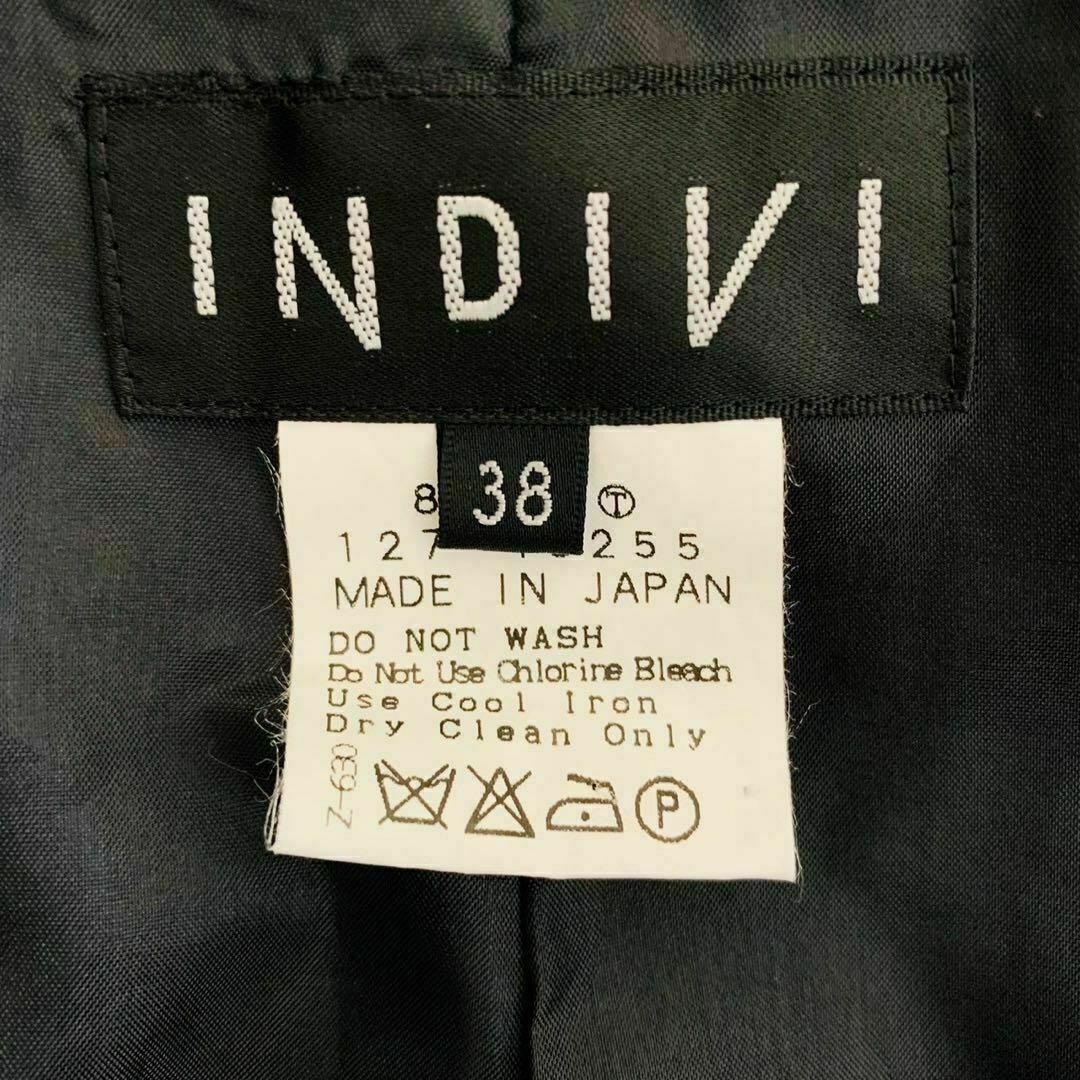 INDIVI
38
8 T
127 255
MADE IN JAPAN
DO NOT WASH
Do Not Use Chlorine Bleach
Use Cool Iron
Dry Clean Only
Z-630
P